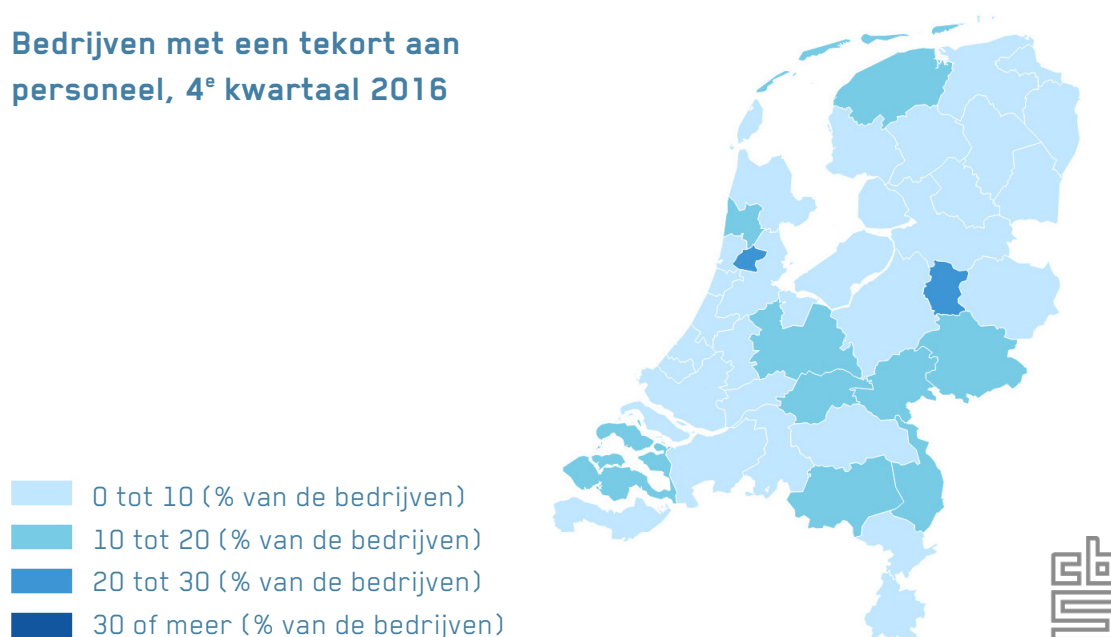 Bedrijven met een tekort aan
personeel, 4e kwartaal 2016
0 tot 10 (% van de bedrijven)
10 tot 20 (% van de bedrijven)
20 tot 30 (% van de bedrijven)
30 of meer (% van de bedrijven)
cb